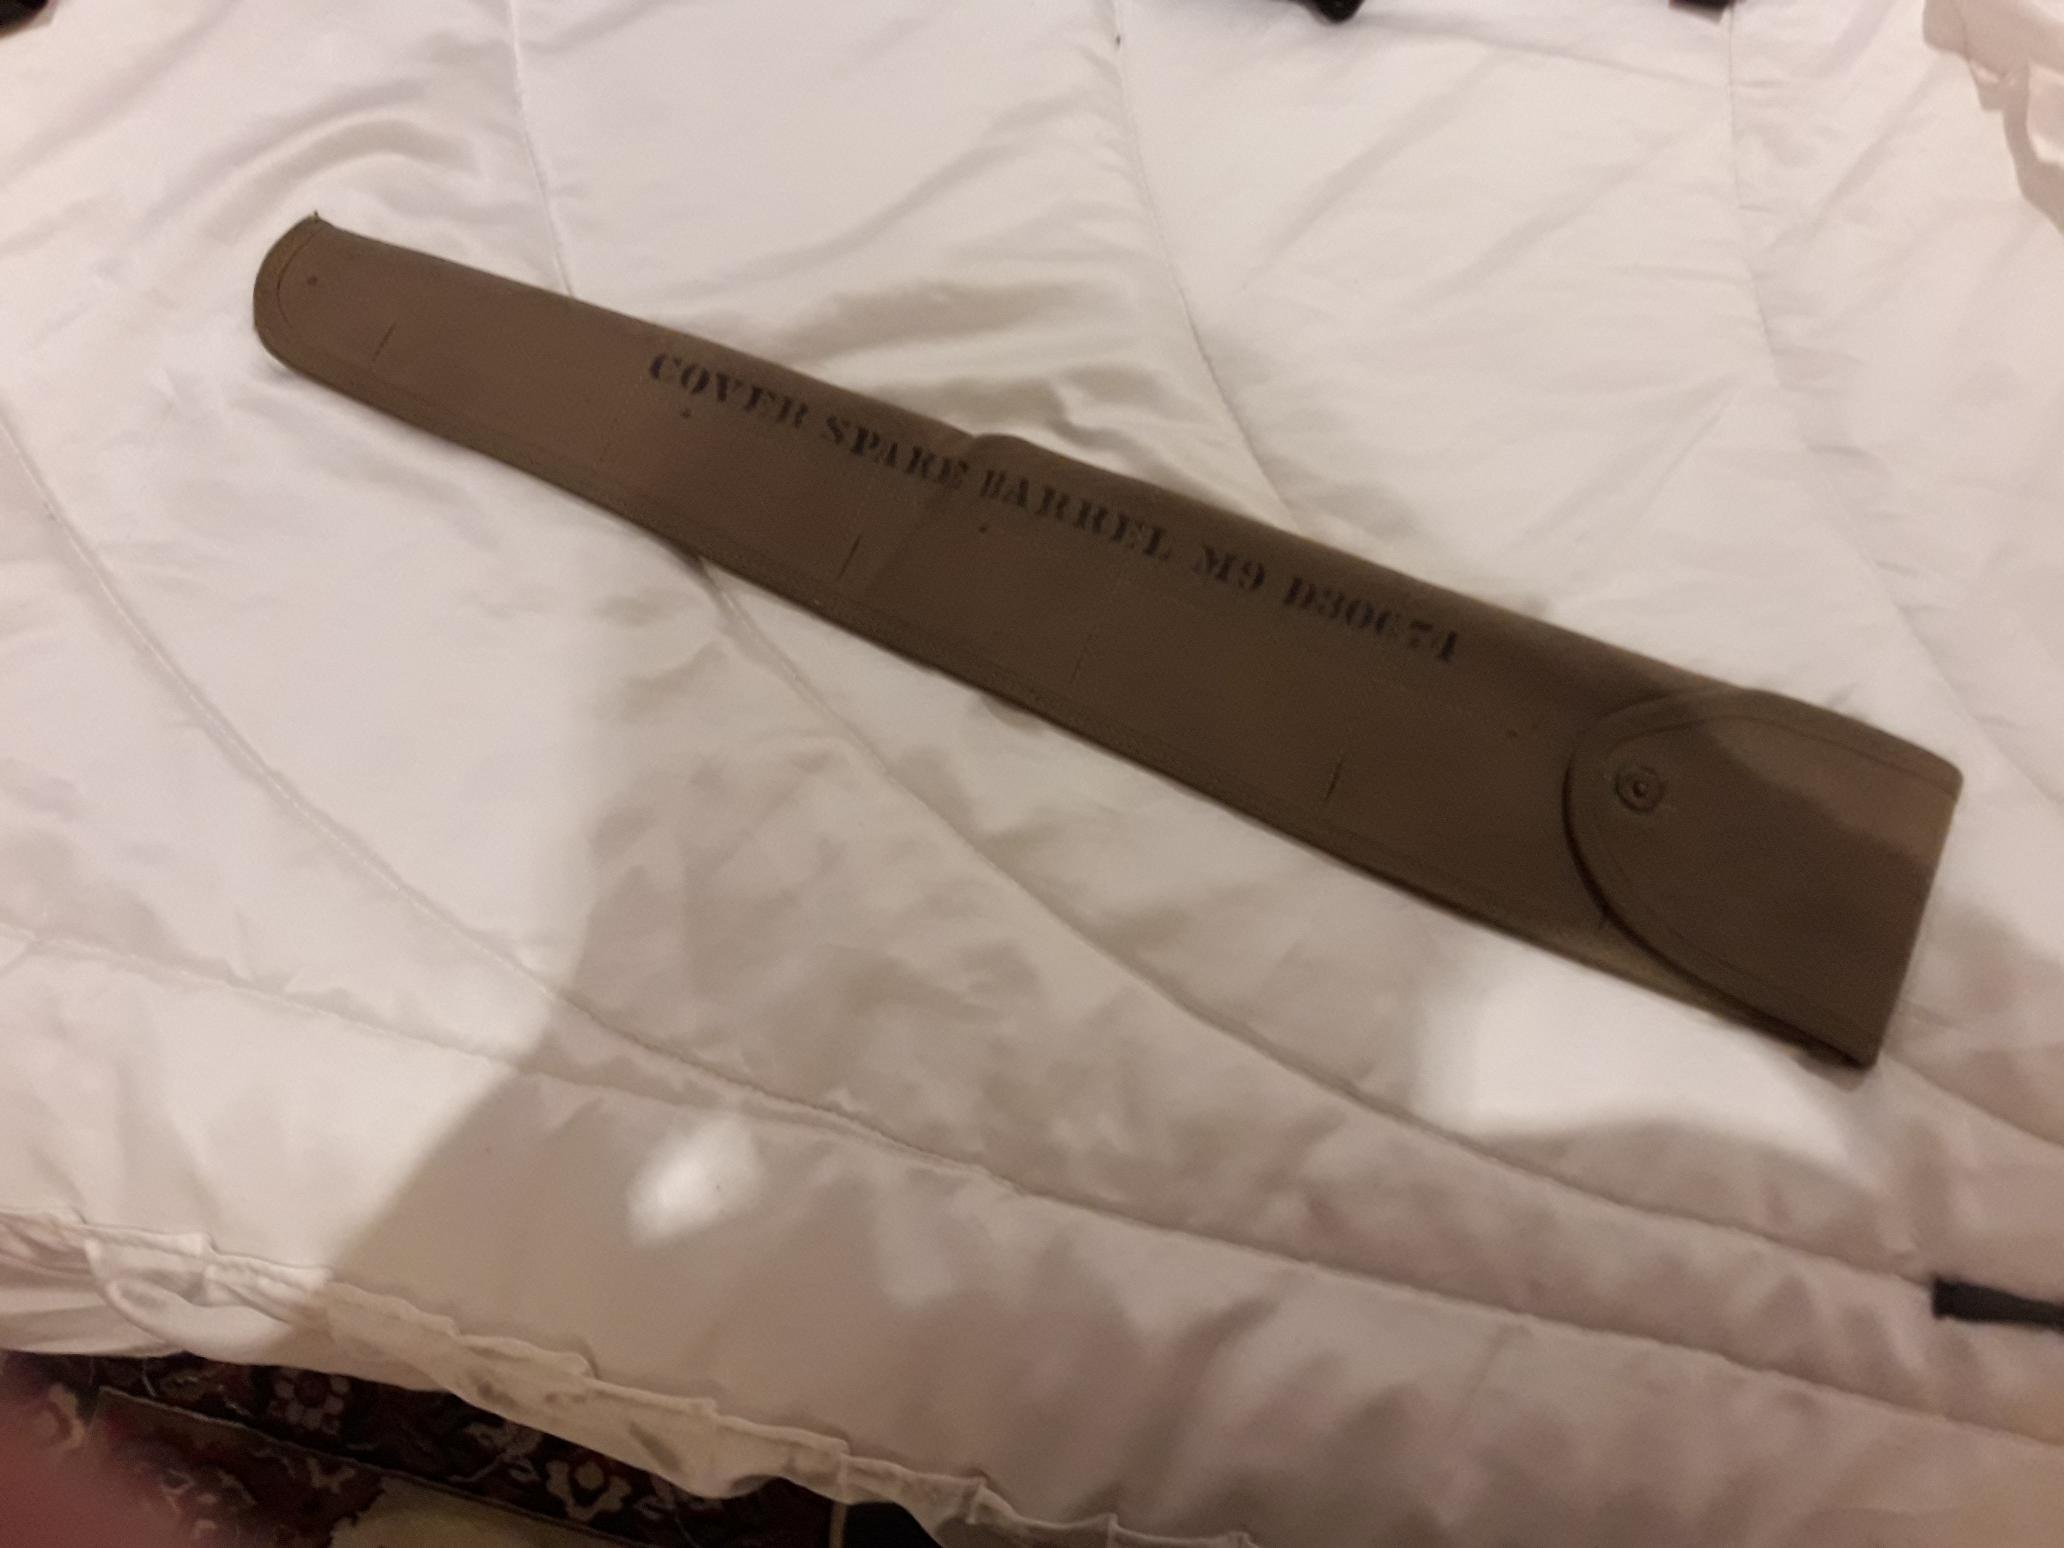 COVER SPARE BARREL M9 D30674